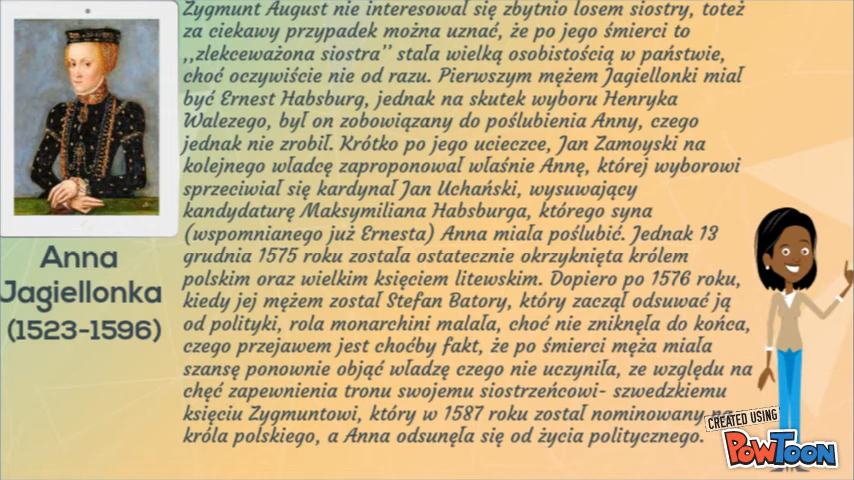 Zygmunt August nie interesował się zbytnio losem siostry, toteż
za ciekawy przypadek można uznać, że po jego śmierci to
,,zlekceważona siostra’’ stała wielką osobistością w państwie,
choć oczywiście nie od razu. Pierwszym mężem Jagiellonki miał
być Ernest Habsburg, jednak na skutek wyboru Henryka
Walezego, był on zobowiązany do poślubienia Anny, czego
jednak nie zrobił. Krótko po jego ucieczce, Jan Zamoyski na
kolejnego władcę zaproponował właśnie Annę, której wyborowi
sprzeciwiał się kardynał Jan Uchański, wysuwający
kandydaturę Maksymiliana Habsburga, którego syna
(wspomnianego już Ernesta) Anna miała poślubić. Jednak 13
grudnia 1575 roku została ostatecznie okrzyknięta królem
polskim oraz wielkim księciem litewskim. Dopiero po 1576 roku,
kiedy jej mężem został Stefan Batory, który zaczął odsuwać ją
od polityki, rola monarchini malała, choć nie zniknęła do końca,
czego przejawem jest choćby fakt, że po śmierci męża miała
szansę ponownie objąć władzę czego nie uczyniła, ze względu na
chęć zapewnienia tronu swojemu siostrzeńcowi- szwedzkiemu
księciu Zygmuntowi, który w 1587 roku został nominowany na
króla polskiego, a Anna odsunęła się od życia politycznego.
Anna
Jagiellonka
(1523-1596)
CREATED USING
POWTOON